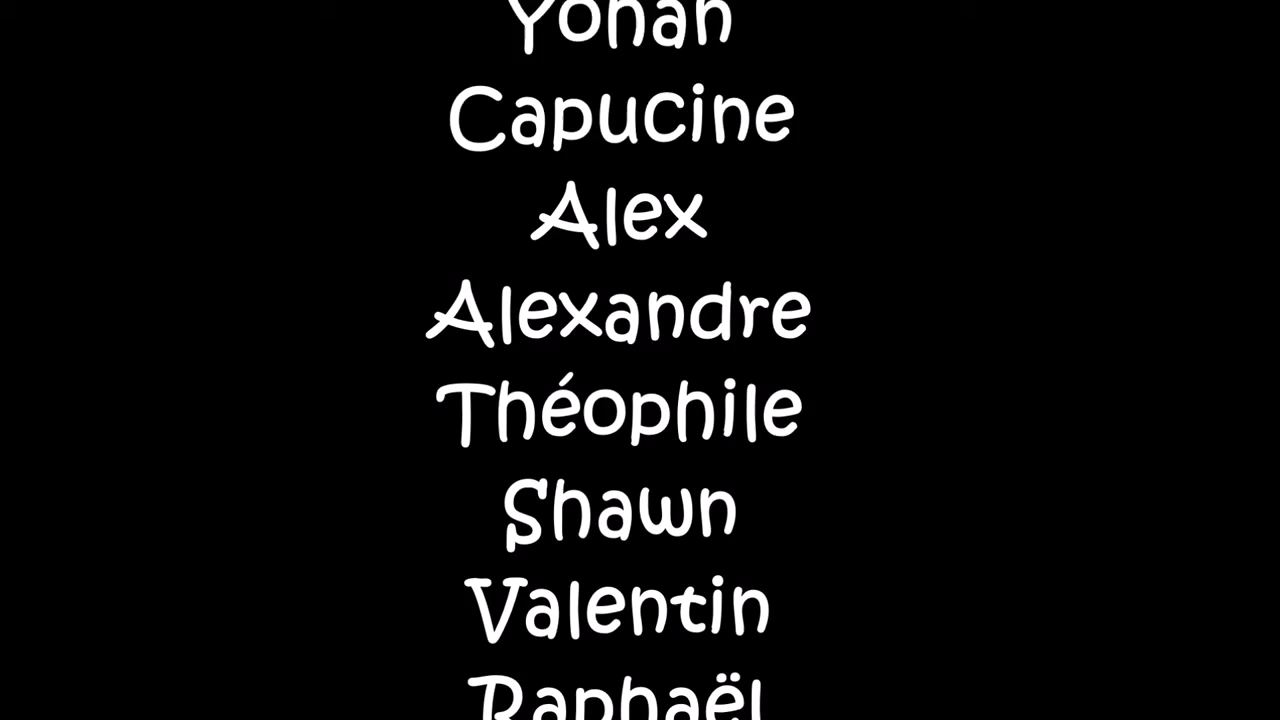 Yohan
Capucine
Alex
Alexandre
Théophile
Shawn
Valentin
Raphaël